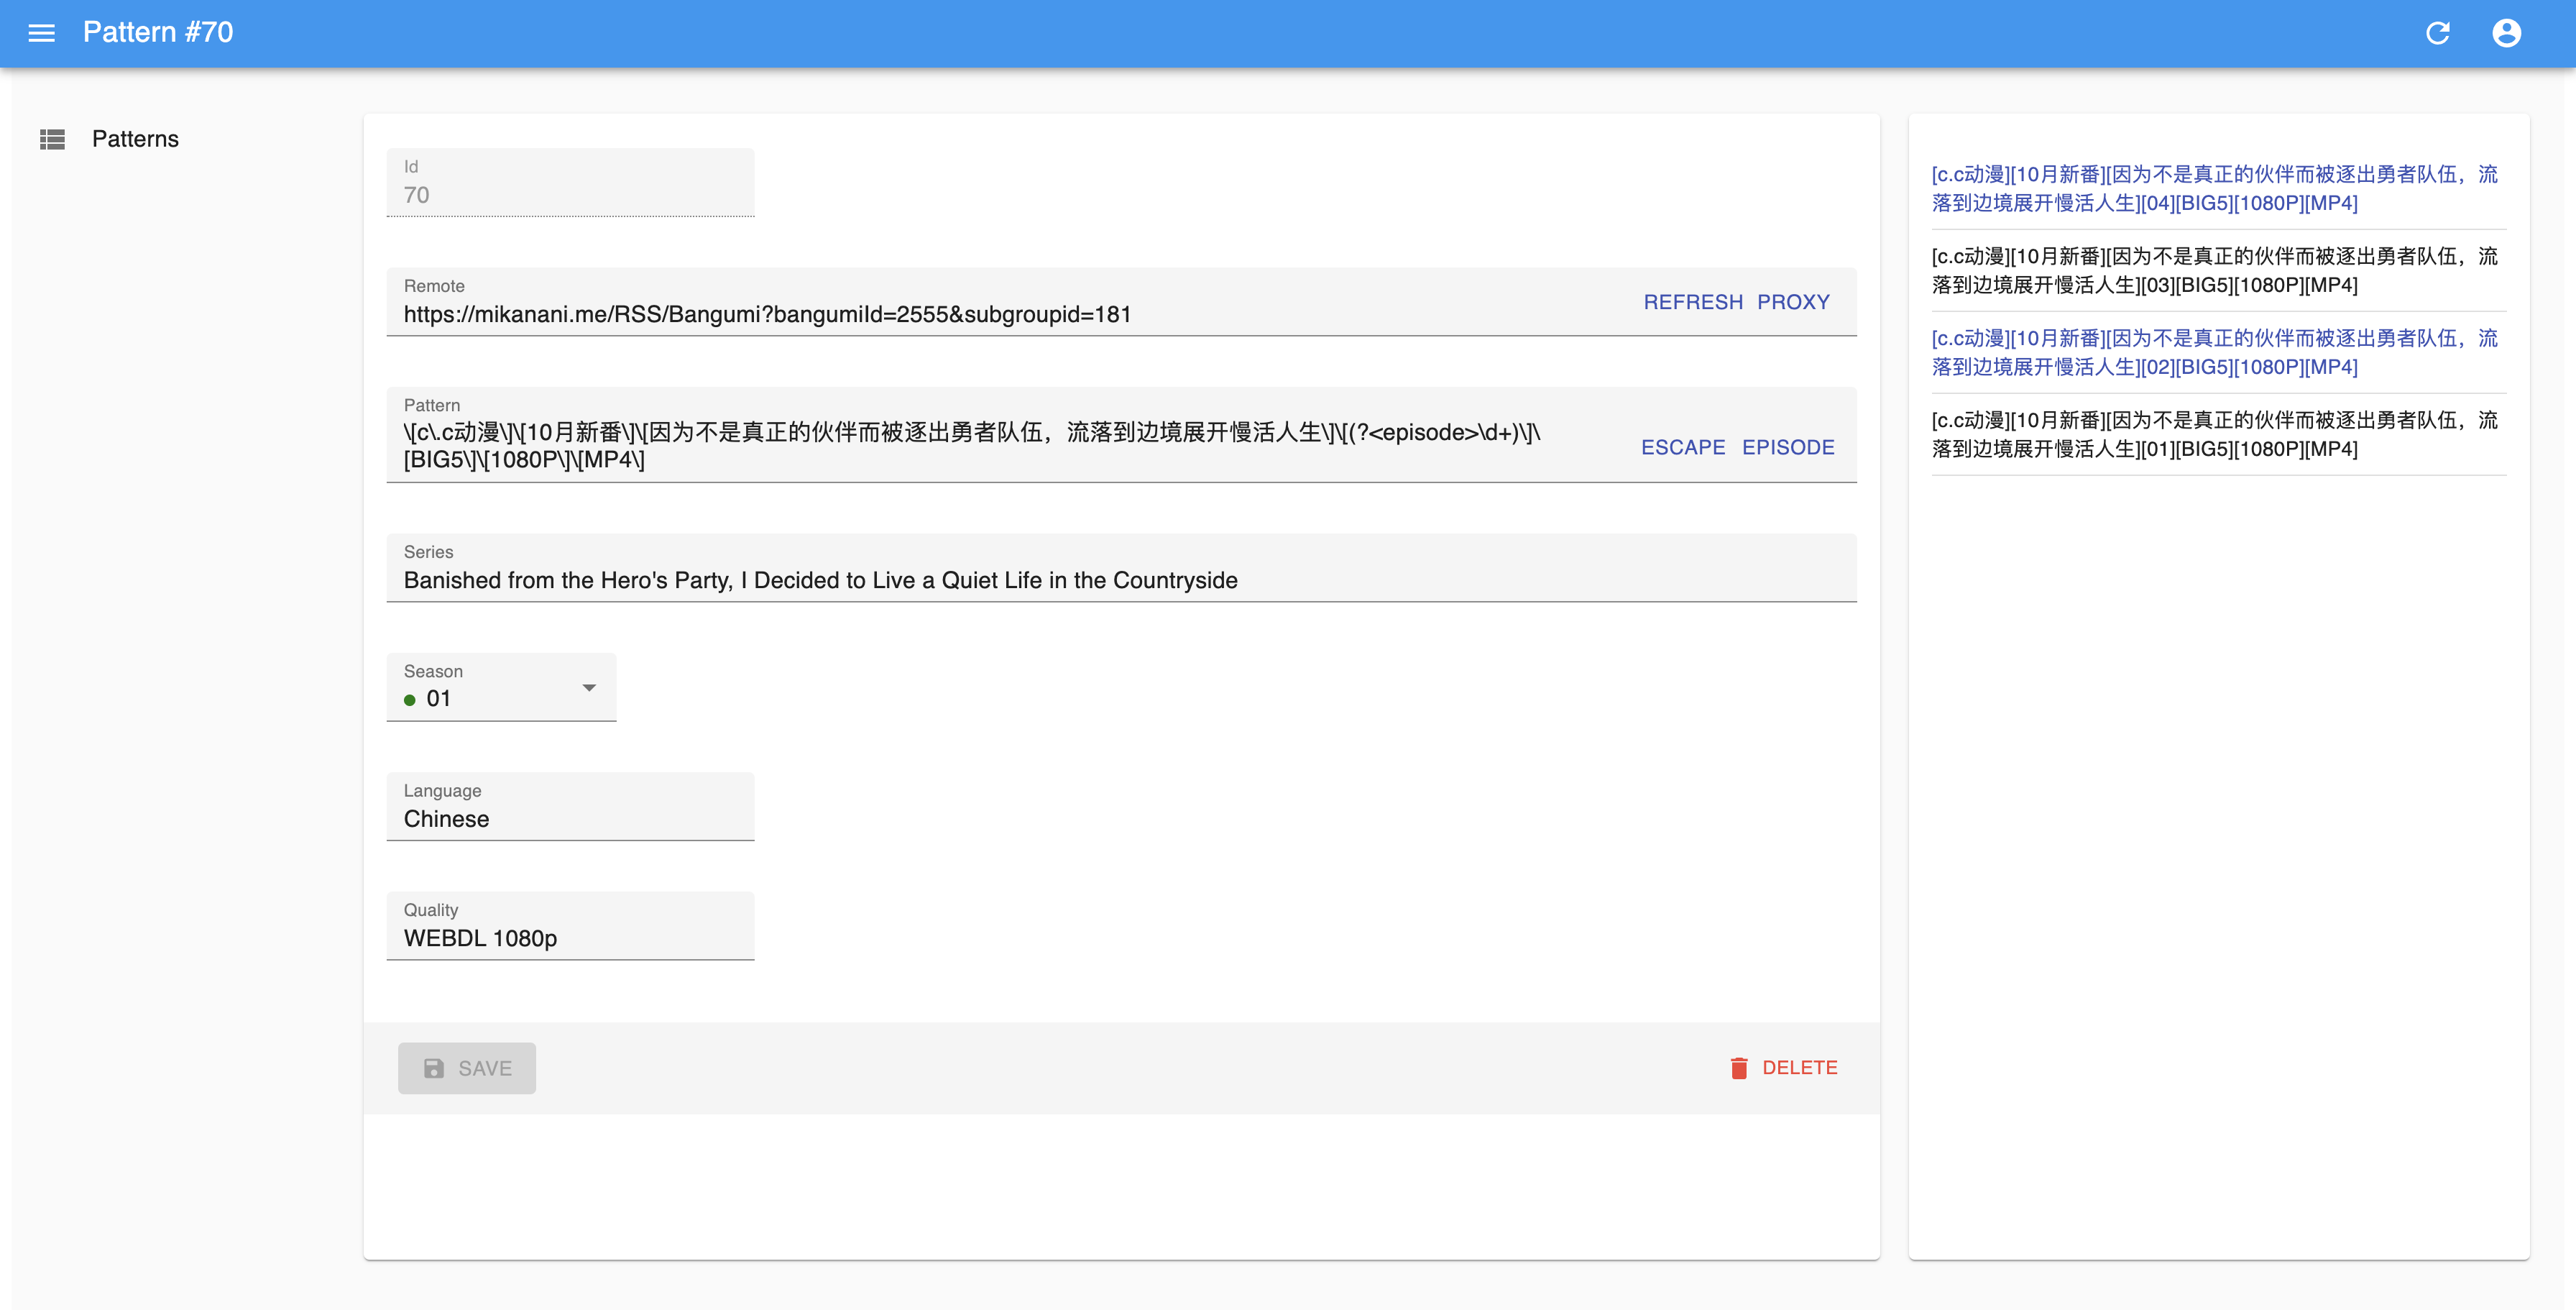 Pattern #70
Patterns
Id
70
Remote
https://mikanani.me/RSS/Bangumi?bangumiId=2555&subgroupid=181
REFRESH PROXY
Pattern
\[c\.c动漫\]\[10月新番\]\[因为不是真正的伙伴而被逐出勇者队伍，流落到边境展开慢活人生\]\[(?<episode>\d+)\]\
[BIG5\]\[1080P\]\[MP4\]
ESCAPE EPISODE
Series
Banished from the Hero's Party, I Decided to Live a Quiet Life in the Countryside
Season
01
Language
Chinese
Quality
WEBDL 1080p
SAVE
DELETE
[c.c动漫][10月新番][因为不是真正的伙伴而被逐出勇者队伍，流
落到边境展开慢活人生][04][BIG5][1080P][MP4]
[c.c动漫][10月新番][因为不是真正的伙伴而被逐出勇者队伍，流
落到边境展开慢活人生][03][BIG5][1080P][MP4]
[c.c动漫][10月新番][因为不是真正的伙伴而被逐出勇者队伍，流
落到边境展开慢活人生][02][BIG5][1080P][MP4]
[c.c动漫][10月新番][因为不是真正的伙伴而被逐出勇者队伍，流
落到边境展开慢活人生][01][BIG5][1080P][MP4]